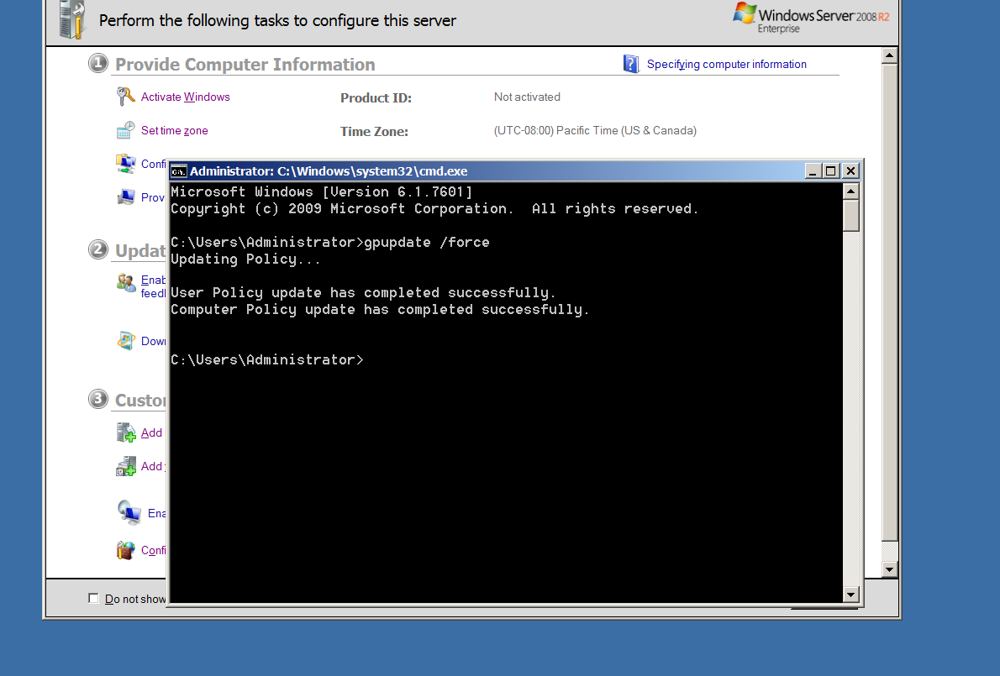 Perform the following tasks to configure this server
Windows Server 2008 R2
Enterprise
1 Provide Computer Information
Specifying computer information
Activate Windows
Product ID:
Not activated
Set time zone
Time Zone:
(UTC-08:00) Pacific Time (US & Canada)
Confi
Prov
2 Updat
Enab
feedl
Dow
3 Custo
Add
Add
Ena
Confi
Do not show
Administrator: C:\Windows\system32\cmd.exe
Microsoft Windows [Version 6.1.7601]
Copyright (c) 2009 Microsoft Corporation.  All rights reserved.
C:\Users\Administrator>gpupdate /force
Updating Policy...
User Policy update has completed successfully.
Computer Policy update has completed successfully.
C:\Users\Administrator>